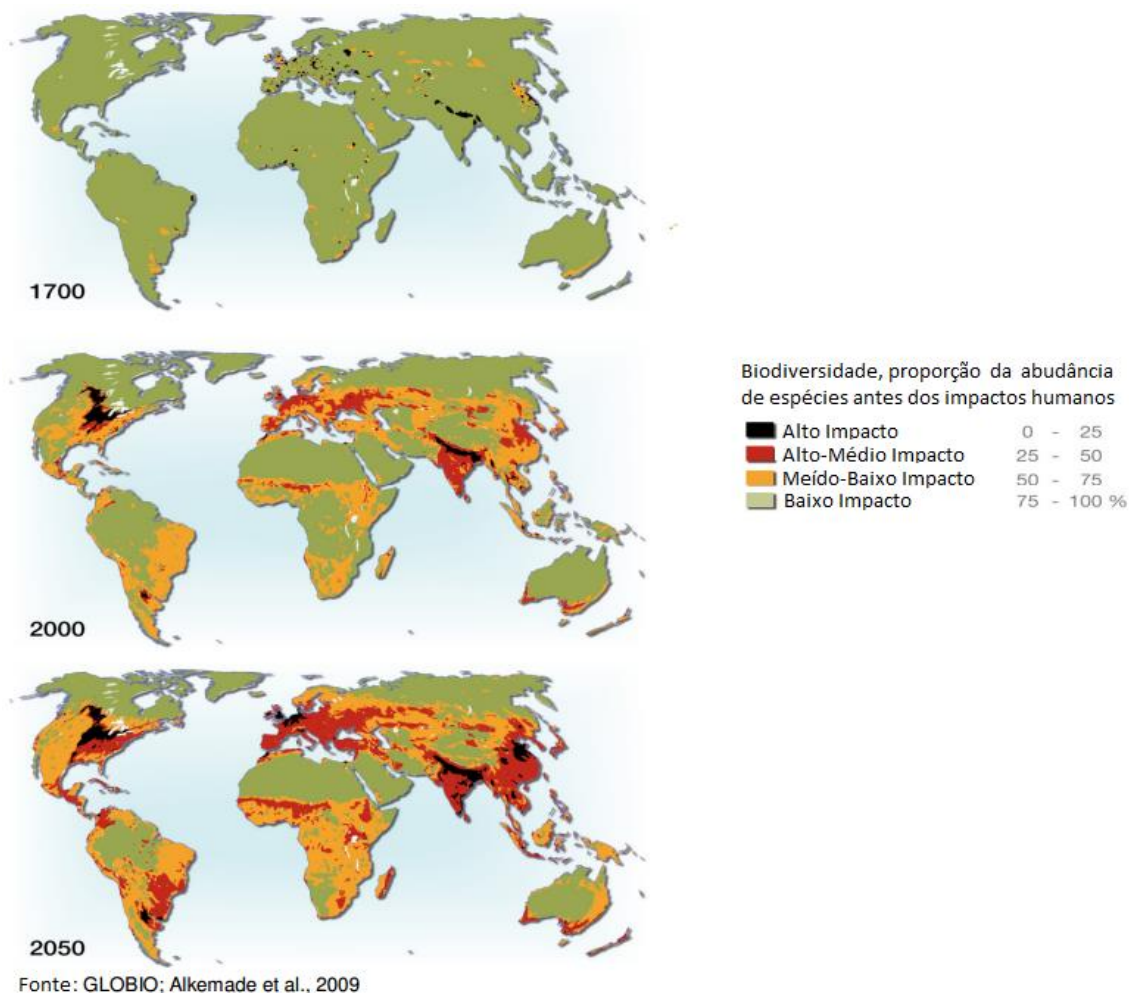 1700
Biodiversidade, proporção da abudância
de espécies antes dos impactos humanos
Alto Impacto 0 - 25
Alto-Médio Impacto 25 - 50
Meído-Baixo Impacto 50 - 75
Baixo Impacto 75 - 100 %
2000
2050
Fonte: GLOBIO; Alkemade et al., 2009